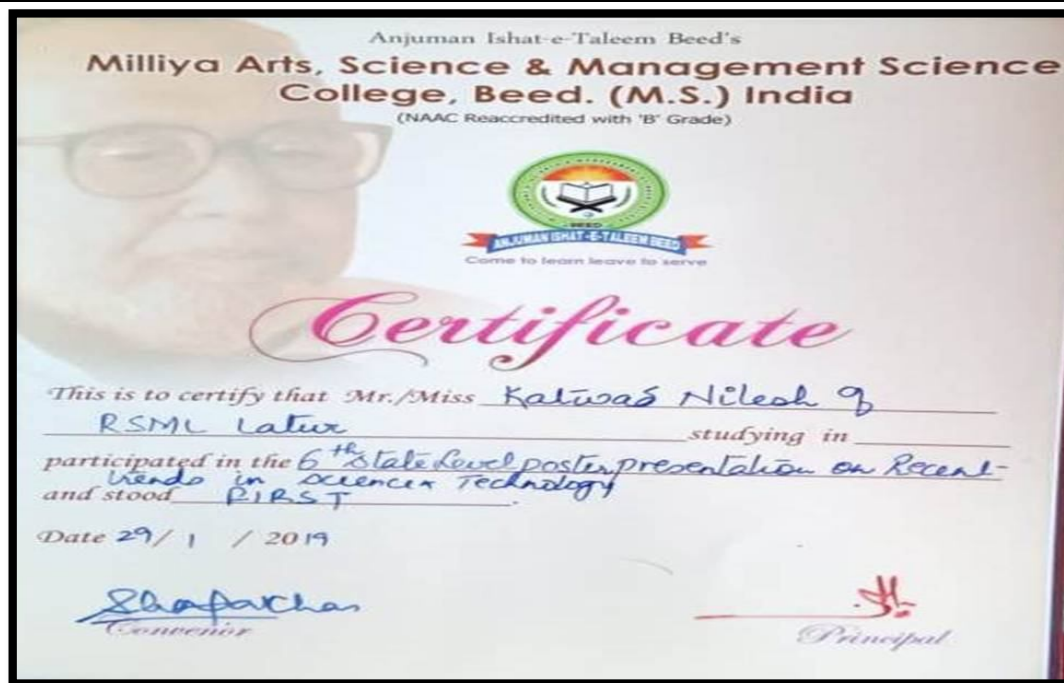 Anjuman Ishat-e-Taleem Beed's
Milliya Arts, Science & Management Science
College, Beed. (M.S.) India
(NAAC Reaccredited with 'B' Grade)
BEED
ANJUMAN ISHAT-E-TALEEM BEED
Come to learn leave to serve
Certificate
This is to certify that Mr./Miss Nilesh
RSML Latur studying in
participated in the 6th State Level poster presentation on Recent
trends in Science & Technology
and stood FIRST.
Date 29/ 1 / 2019
Convenor
Principal